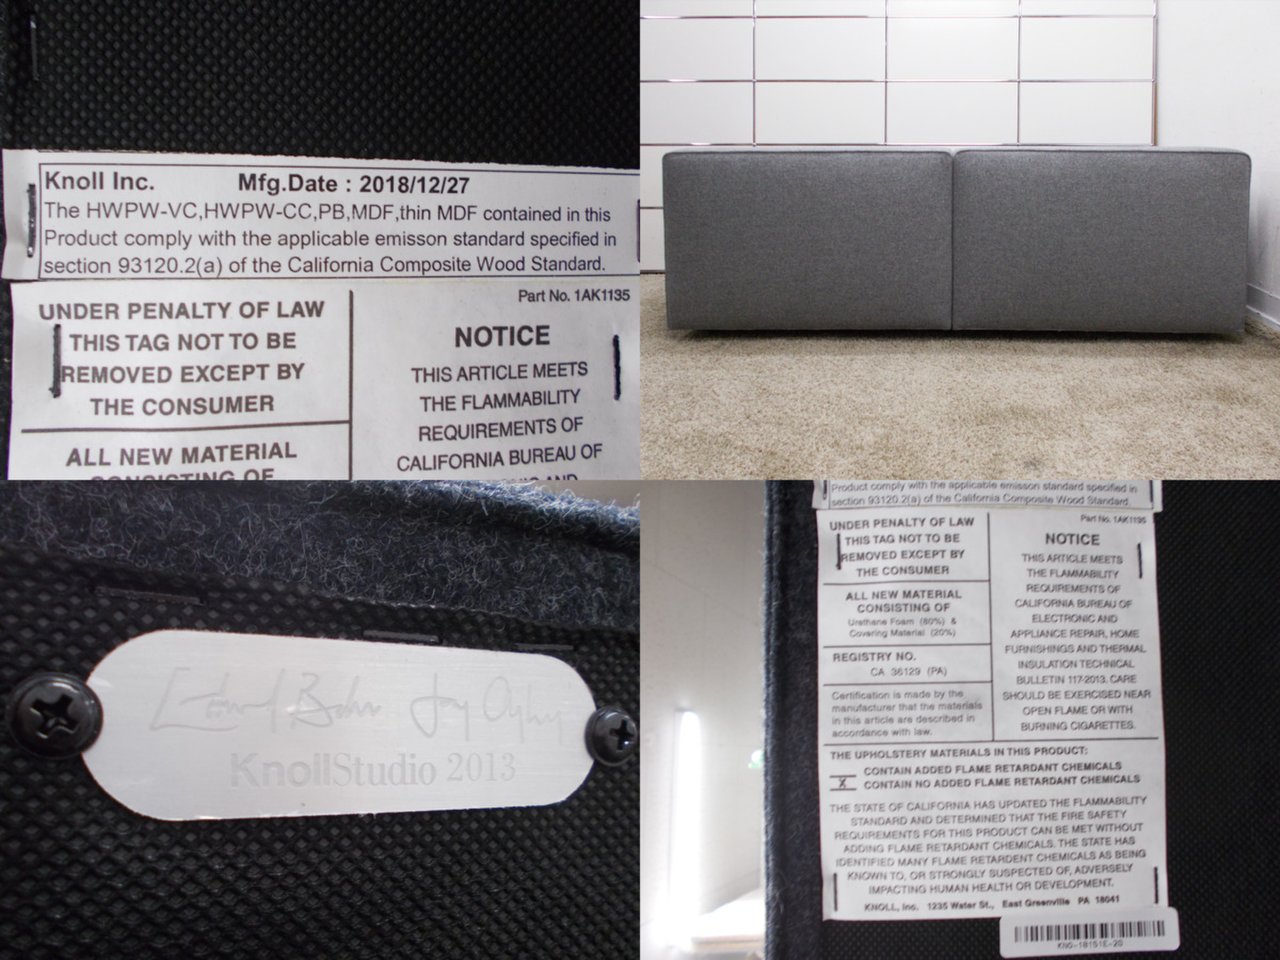 Knoll Inc. Mfg.Date : 2018/12/27
The HWPW-VC,HWPW-CC,PB,MDF,thin MDF contained in this
Product comply with the applicable emisson standard specified in
section 93120.2(a) of the California Composite Wood Standard.
UNDER PENALTY OF LAW
THIS TAG NOT TO BE
REMOVED EXCEPT BY
THE CONSUMER
ALL NEW MATERIAL
CONSISTING OF
Part No. 1AK1135
NOTICE
THIS ARTICLE MEETS
THE FLAMMABILITY
REQUIREMENTS OF
CALIFORNIA BUREAU OF
KnollStudio 2013
Product comply with the applicable emisson standard specified in
section 93120.2(a) of the California Composite Wood Standard.
UNDER PENALTY OF LAW
THIS TAG NOT TO BE
REMOVED EXCEPT BY
THE CONSUMER
ALL NEW MATERIAL
CONSISTING OF
Urethane Foam (80%) &
Covering Material (20%)
REGISTRY NO.
CA 36129 (PA)
Certification is made by the
manufacturer that the materials
in this article are described in
accordance with law.
Part No. 1AK1135
NOTICE
THIS ARTICLE MEETS
THE FLAMMABILITY
REQUIREMENTS OF
CALIFORNIA BUREAU OF
ELECTRONIC AND
APPLIANCE REPAIR, HOME
FURNISHINGS AND THERMAL
INSULATION TECHNICAL
BULLETIN 117-2013. CARE
SHOULD BE EXERCISED NEAR
OPEN FLAME OR WITH
BURNING CIGARETTES.
THE UPHOLSTERY MATERIALS IN THIS PRODUCT:
CONTAIN ADDED FLAME RETARDANT CHEMICALS
X CONTAIN NO ADDED FLAME RETARDANT CHEMICALS
THE STATE OF CALIFORNIA HAS UPDATED THE FLAMMABILITY
STANDARD AND DETERMINED THAT THE FIRE SAFETY
REQUIREMENTS FOR THIS PRODUCT CAN BE MET WITHOUT
ADDING FLAME RETARDANT CHEMICALS. THE STATE HAS
IDENTIFIED MANY FLAME RETARDENT CHEMICALS AS BEING
KNOWN TO, OR STRONGLY SUSPECTED OF, ADVERSELY
IMPACTING HUMAN HEALTH OR DEVELOPMENT.
KNOLL, Inc. 1235 Water St., East Greenville PA 18041
KNO-18151E-20